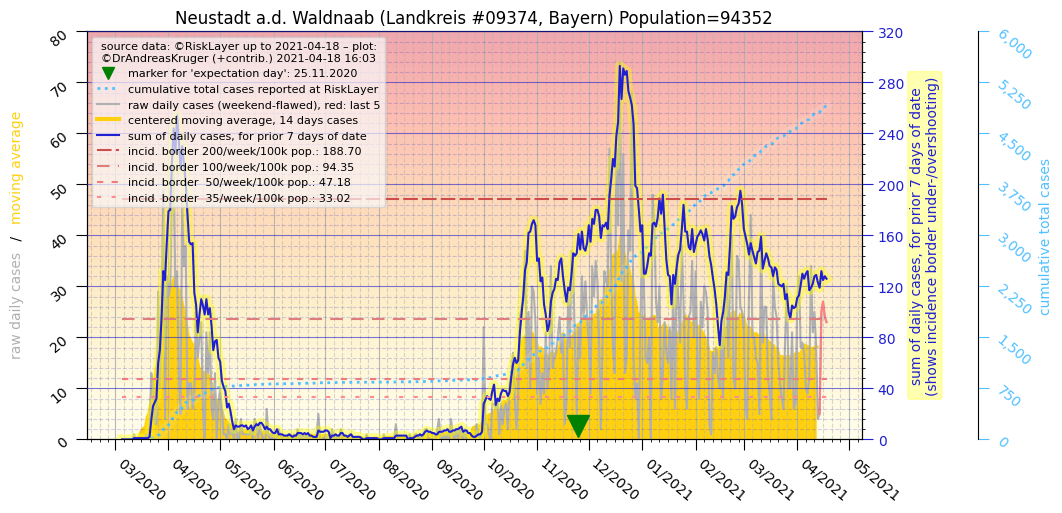 Neustadt a.d. Waldnaab (Landkreis #09374, Bayern) Population=94352
source data: ©RiskLayer up to 2021-04-18 – plot:
©DrAndreasKruger (+contrib.) 2021-04-18 16:03
marker for 'expectation day': 25.11.2020
cumulative total cases reported at RiskLayer
raw daily cases (weekend-flawed), red: last 5
centered moving average, 14 days cases
sum of daily cases, for prior 7 days of date
incid. border 200/week/100k pop.: 188.70
incid. border 100/week/100k pop.: 94.35
incid. border  50/week/100k pop.: 47.18
incid. border  35/week/100k pop.: 33.02
raw daily cases / moving average
80
70
60
50
40
30
20
10
0
03/2020
04/2020
05/2020
06/2020
07/2020
08/2020
09/2020
10/2020
11/2020
12/2020
01/2021
02/2021
03/2021
04/2021
05/2021
320
280
240
200
160
120
80
40
0
sum of daily cases, for prior 7 days of date
(shows incidence border under-/overshooting)
6,000
5,250
4,500
3,750
3,000
2,250
1,500
750
0
cumulative total cases